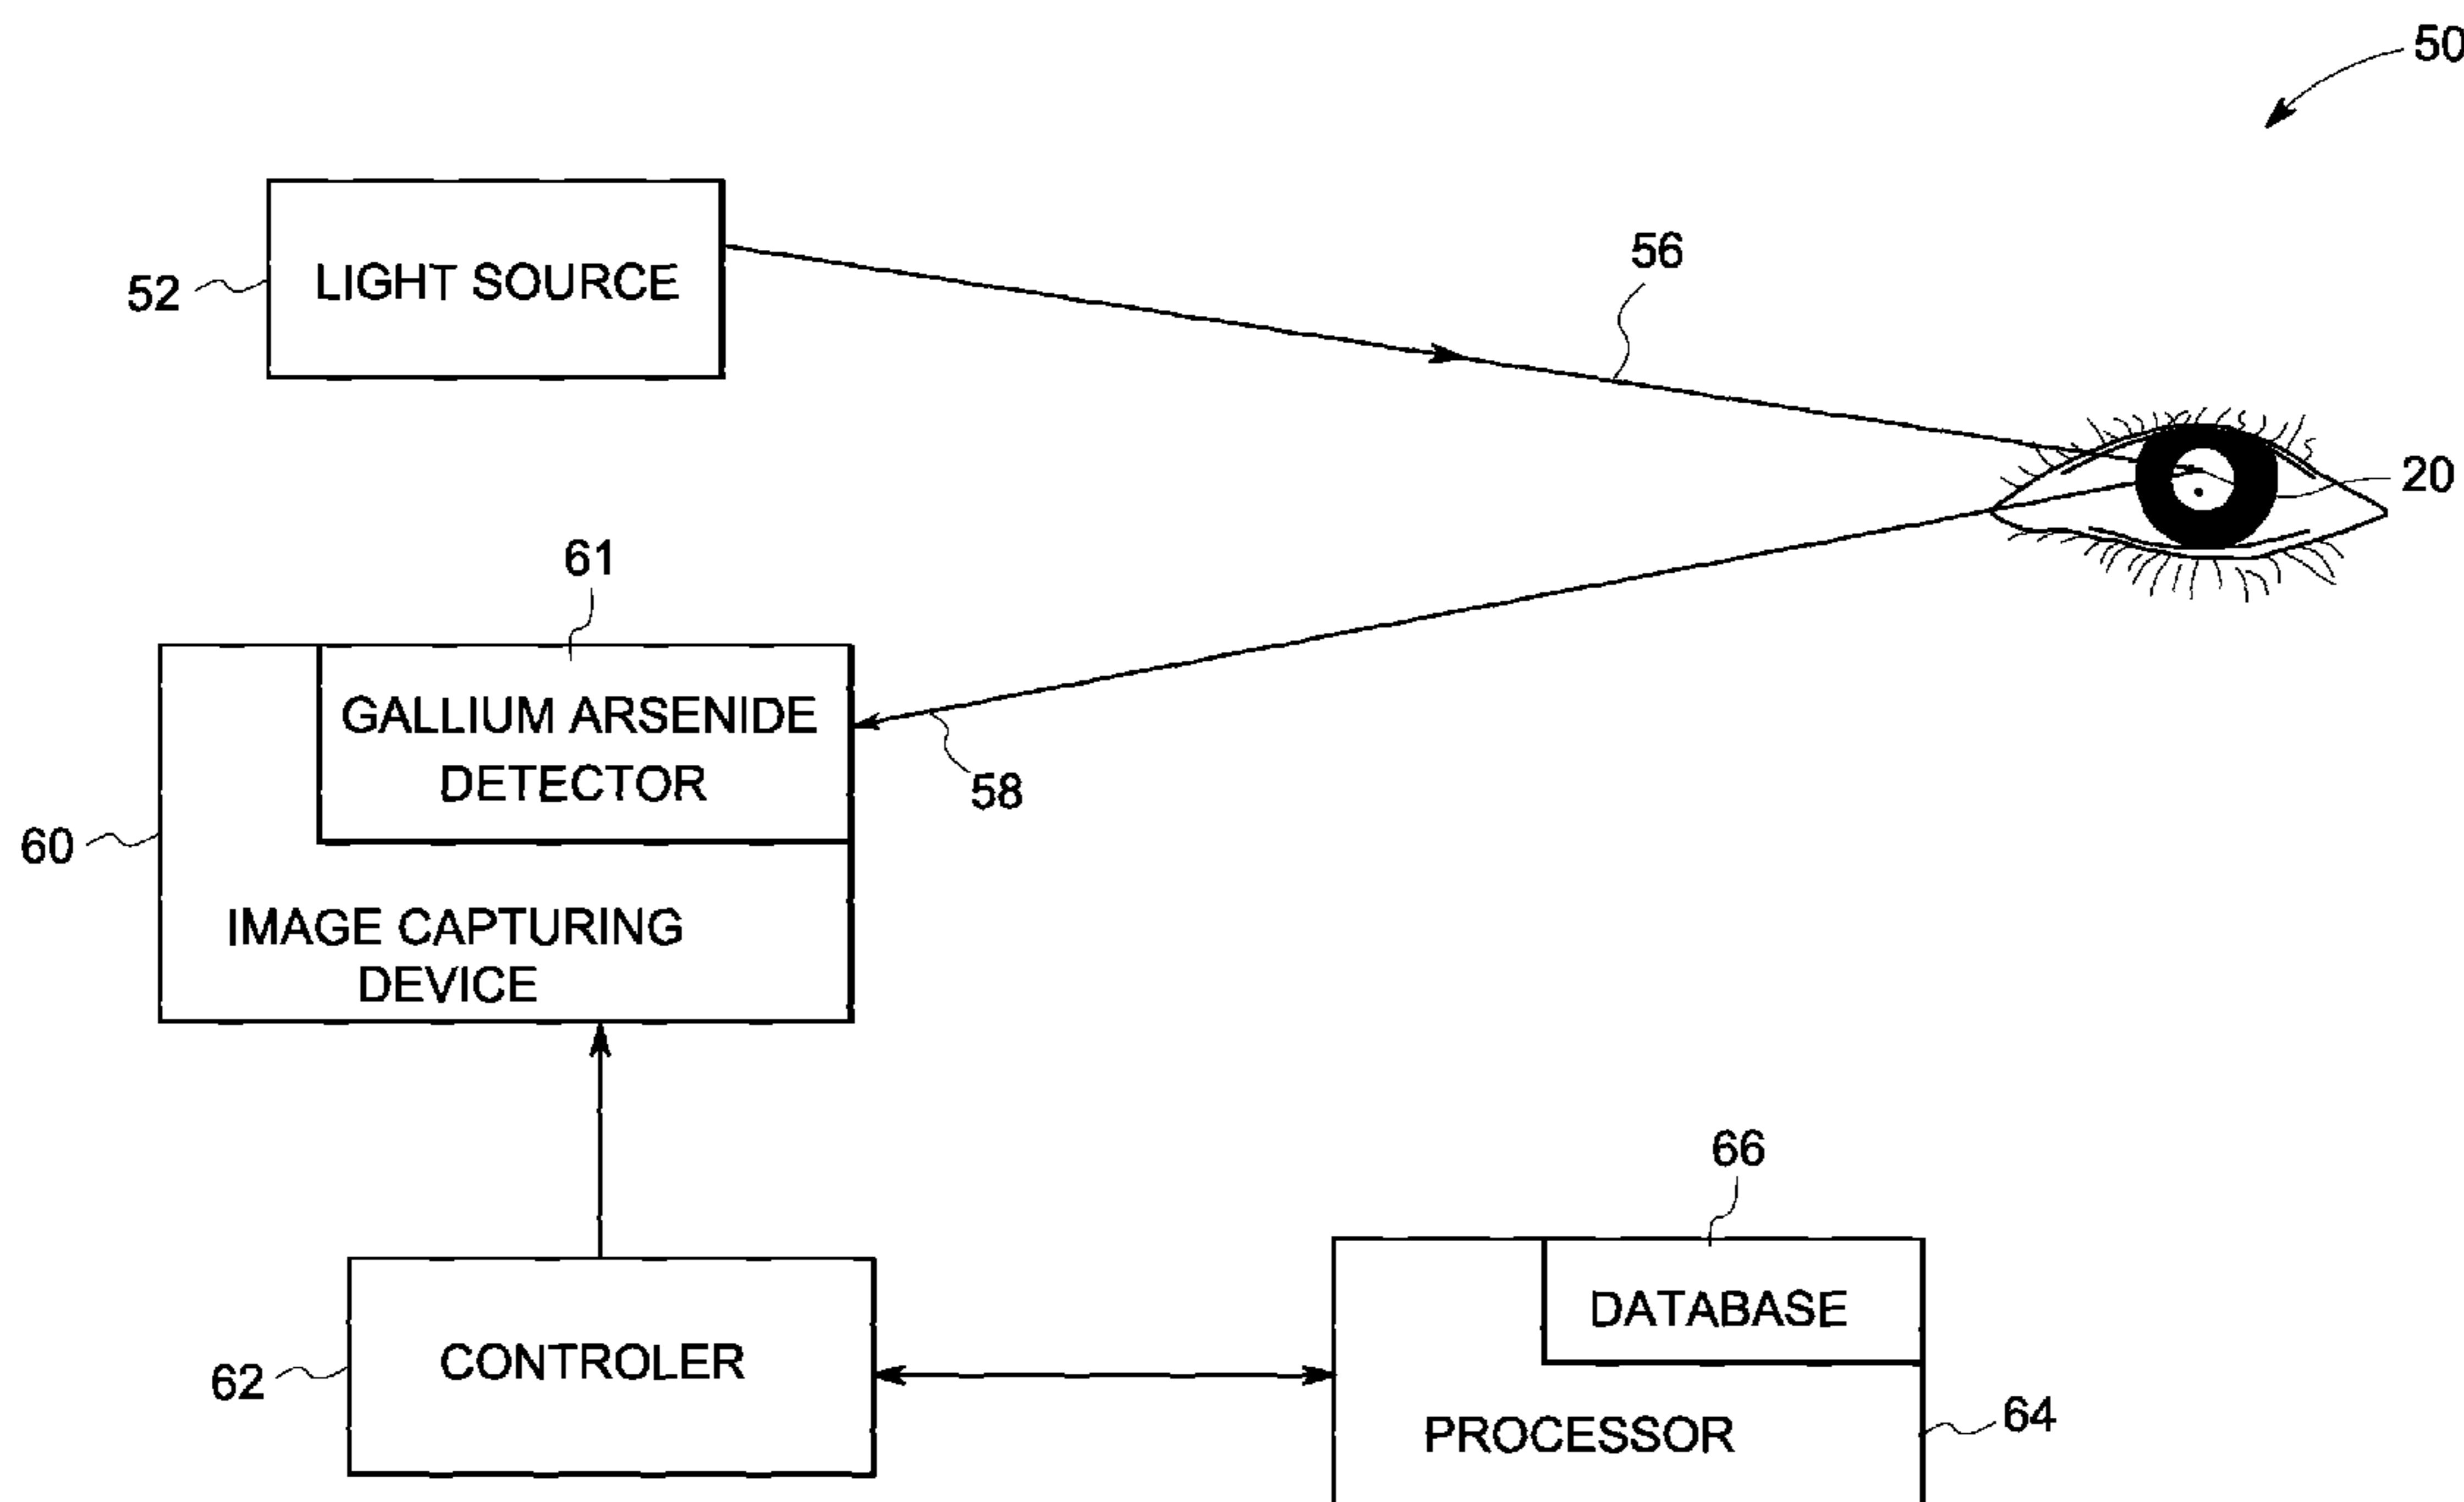 50
LIGHT SOURCE
52
56
20
61
GALLIUM ARSENIDE
DETECTOR
58
60
IMAGE CAPTURING
DEVICE
66
DATABASE
CONTROLER
62
64
PROCESSOR